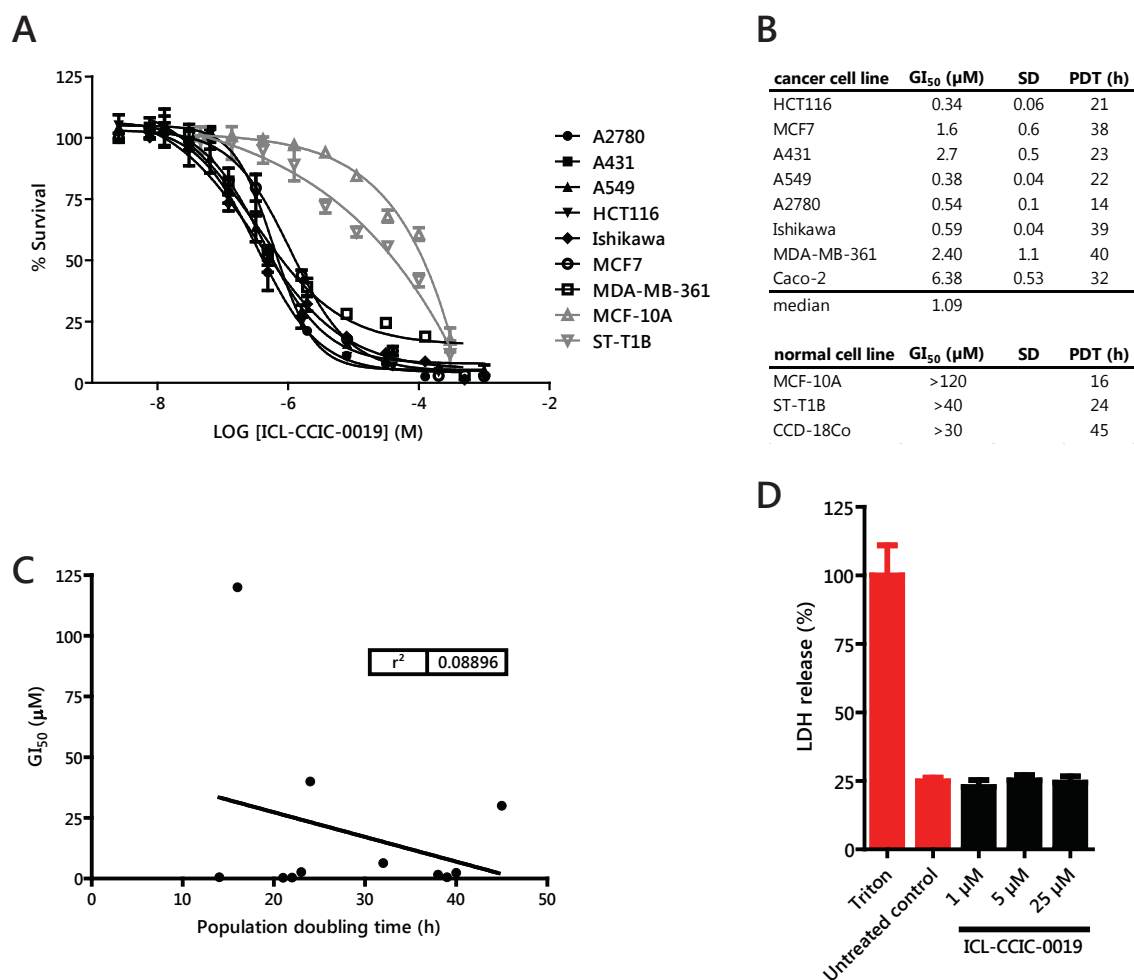 A
125
100
75
50
25
0
% Survival
-8 -6 -4 -2
LOG [ICL-CCIC-0019] (M)
A2780
A431
A549
HCT116
Ishikawa
MCF7
MDA-MB-361
MCF-10A
ST-T1B
B
cancer cell line GI50 (µM) SD PDT (h)
HCT116 0.34 0.06 21
MCF7 1.6 0.6 38
A431 2.7 0.5 23
A549 0.38 0.04 22
A2780 0.54 0.1 14
Ishikawa 0.59 0.04 39
MDA-MB-361 2.40 1.1 40
Caco-2 6.38 0.53 32
median 1.09
normal cell line GI50 (µM) SD PDT (h)
MCF-10A >120 16
ST-T1B >40 24
CCD-18Co >30 45
C
125
100
75
50
25
0
GI50 (µM)
r² 0.08896
0 10 20 30 40 50
Population doubling time (h)
D
125
100
75
50
25
0
LDH release (%)
Triton
Untreated control
1 µM
5 µM
25 µM
ICL-CCIC-0019